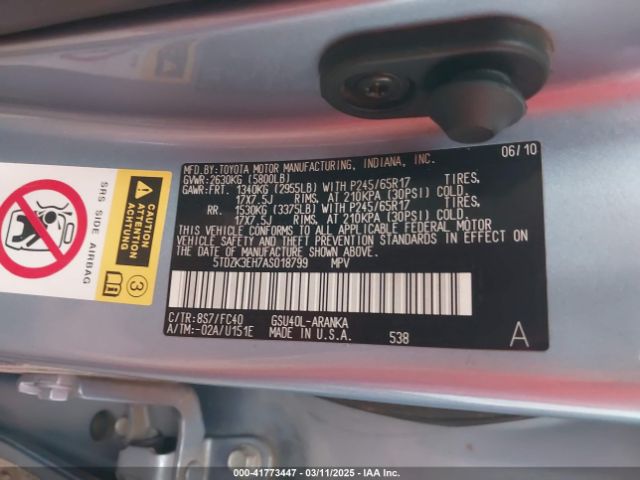 MFD.BY:TOYOTA MOTOR MANUFACTURING, INDIANA, INC. 06/10
GVWR:2630KG (5800LB)
GAWR:FRT. 1340KG (2955LB) WITH P245/65R17 TIRES,
17X7.5J RIMS, AT 210KPA (30PSI) COLD.
RR. 1530KG (3375LB) WITH P245/65R17 TIRES,
17X7.5J RIMS, AT 210KPA (30PSI) COLD.
THIS VEHICLE CONFORMS TO ALL APPLICABLE FEDERAL MOTOR
VEHICLE SAFETY AND THEFT PREVENTION STANDARDS IN EFFECT ON
THE DATE OF MANUFACTURE SHOWN ABOVE.
5TDZK3EH7AS018799 MPV
C/TR:8S7/FC40 GSU40L-ARANKA
A/TM:-02A/U151E MADE IN U.S.A. 538 A
SRS SIDE AIRBAG
3
000-41773447 - 03/11/2025 - IAA Inc.